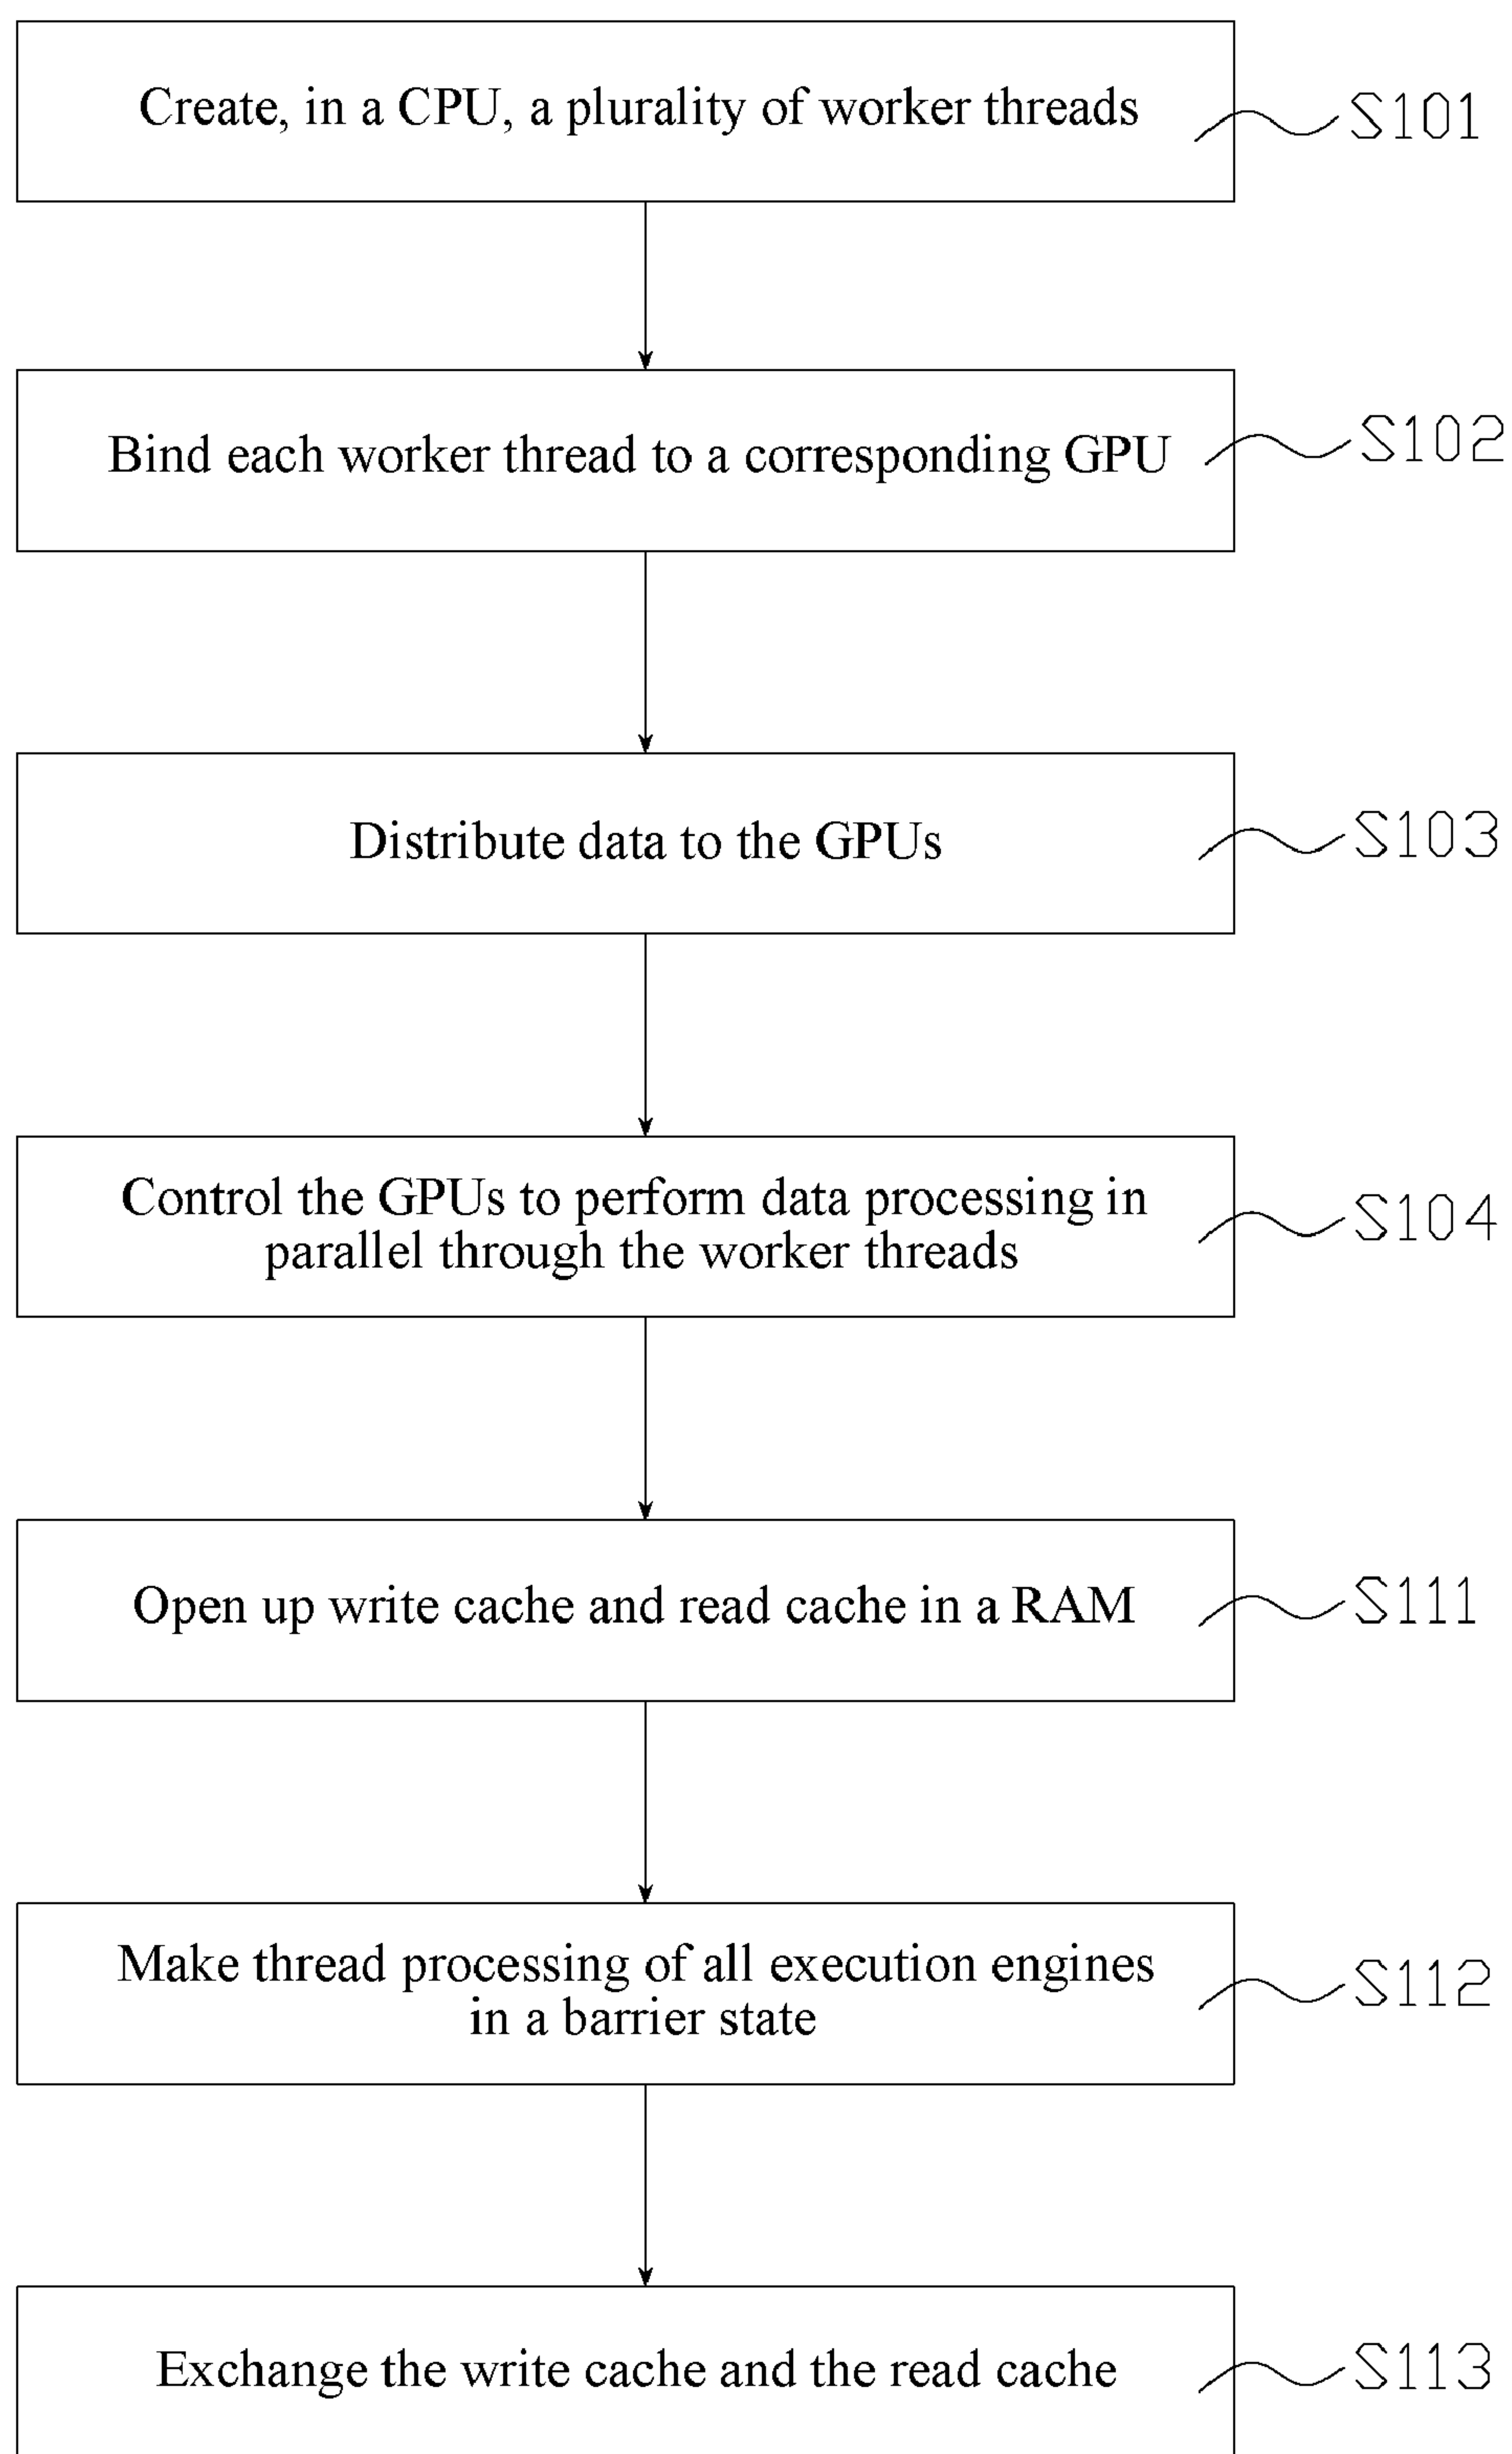 Create, in a CPU, a plurality of worker threads
S101
Bind each worker thread to a corresponding GPU
S102
Distribute data to the GPUs
S103
Control the GPUs to perform data processing in
parallel through the worker threads
S104
Open up write cache and read cache in a RAM
S111
Make thread processing of all execution engines
in a barrier state
S112
Exchange the write cache and the read cache
S113